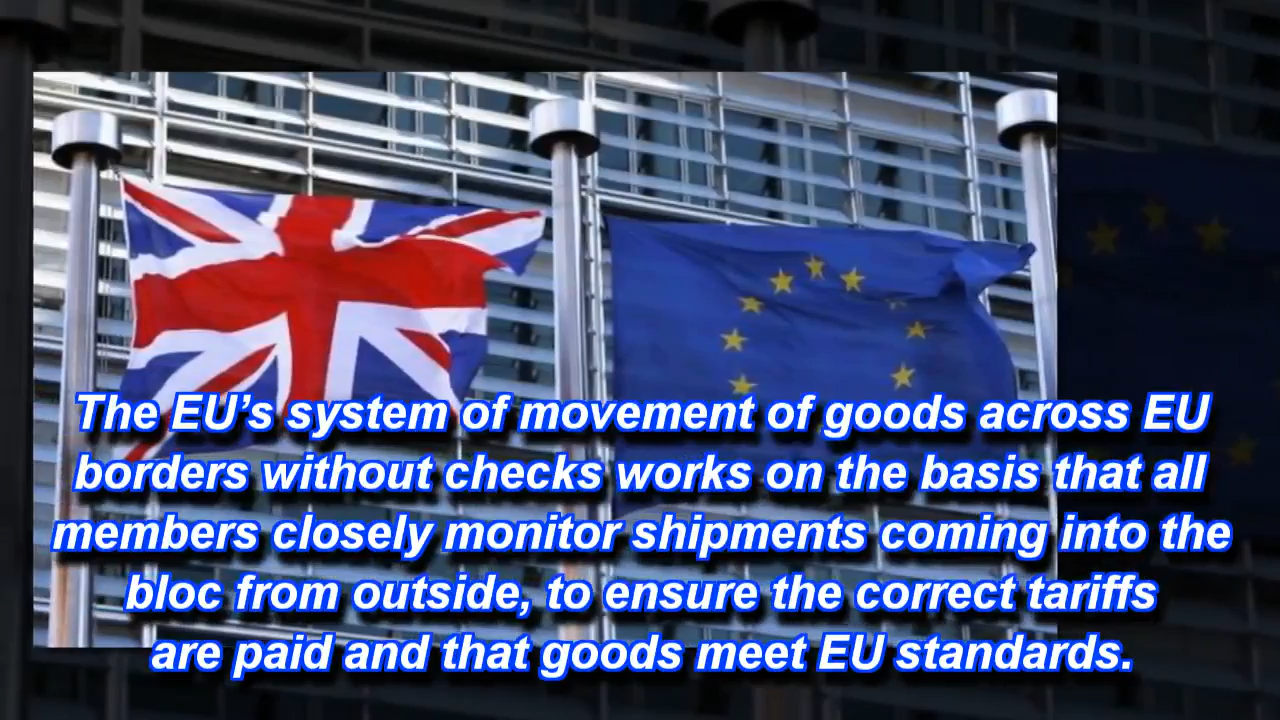 The EU’s system of movement of goods across EU
borders without checks works on the basis that all
members closely monitor shipments coming into the
bloc from outside, to ensure the correct tariffs
are paid and that goods meet EU standards.